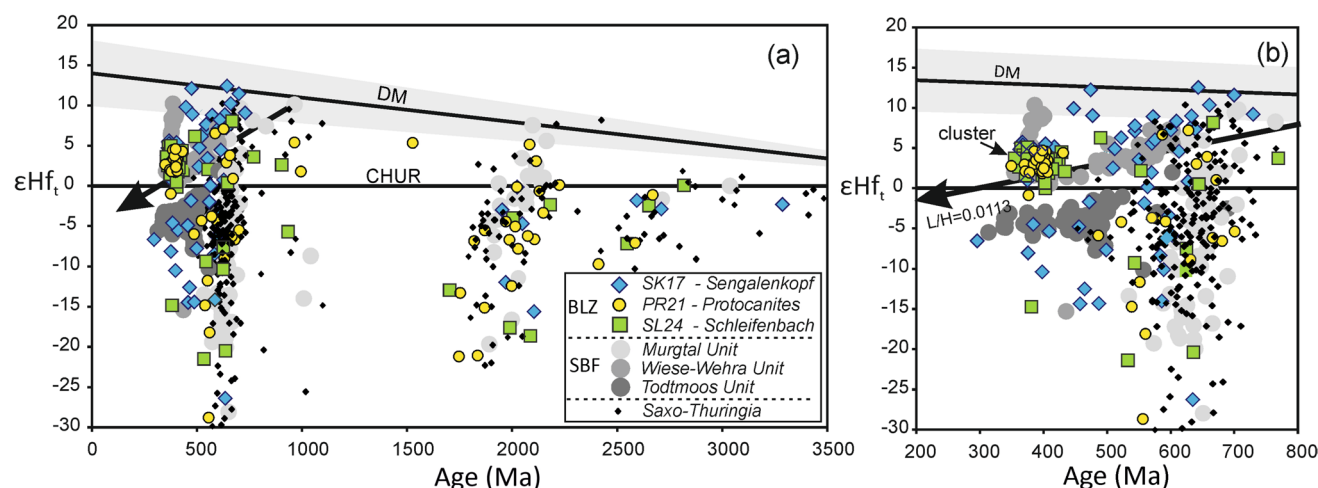 (a)
20
15
10
5
0
-5
-10
-15
-20
-25
-30
εHf t
DM
CHUR
BLZ
SK17 - Sengalenkopf
PR21 - Protocanites
SL24 - Schleifenbach
SBF
Murgtal Unit
Wiese-Wehra Unit
Todtmoos Unit
Saxo-Thuringia
0 500 1000 1500 2000 2500 3000 3500
Age (Ma)
(b)
20
15
10
5
0
-5
-10
-15
-20
-25
-30
εHf t
DM
cluster
L/H=0.0113
200 300 400 500 600 700 800
Age (Ma)